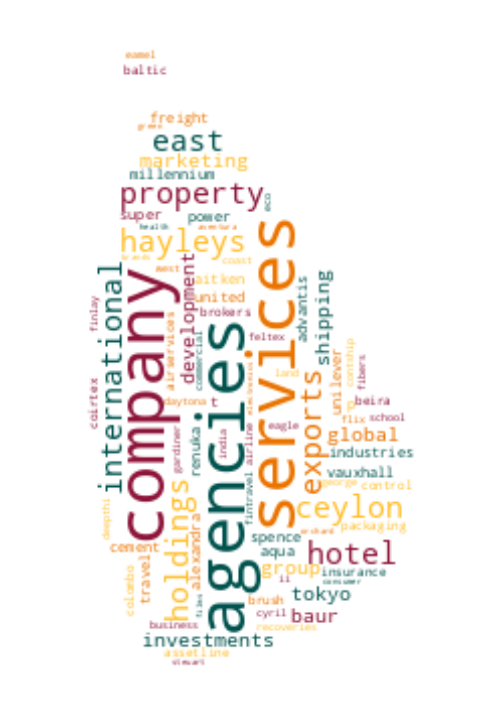 eamel
baltic
freight
green
east
marketing
millennium
property
eco
super
power
health
aventura
hayleys
services
brands
coast
west
company
international
development
aitken
united
brokers
advantis
shipping
finlay
airservices
commercial
agencies
feltex
land
exports
unilever
cantship
fibers
coirtex
daytona
t
beira
flix
school
eagle
global
gardiner
renuka
india
airline
industries
vauxhall
george
control
holdings
fintravel
ceylon
packaging
deepthi
alexandra
orchard
spence
cement
aqua
hotel
travel
group
insurance
ii
consumer
colombo
tokyo
files
brush
cyril
baur
business
recoveries
investments
assetline
stewart